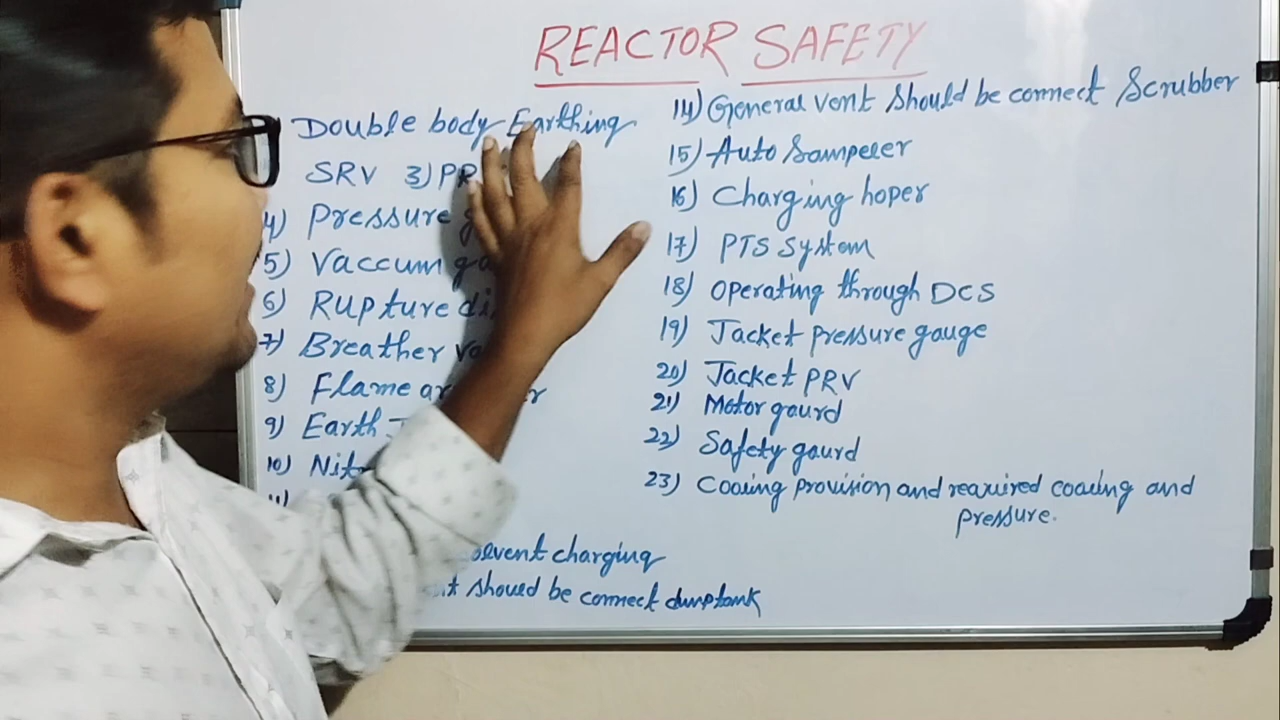 REACTOR SAFETY
Double body Earthing
SRV 3) PR
4) Pressure
5) Vaccum
6) Rupture
7) Breather
8) Flame
9) Earth
10)
11)
solvent charging
should be connect dumptank
14) General vent should be connect Scrubber
15) Auto Sampeler
16) Charging hoper
17) PTS system
18) operating through DCS
19) Jacket pressure gauge
20) Jacket PRV
21) Motor gaurd
22) Safety gaurd
23) Cooling provision and required cooling and
pressure.